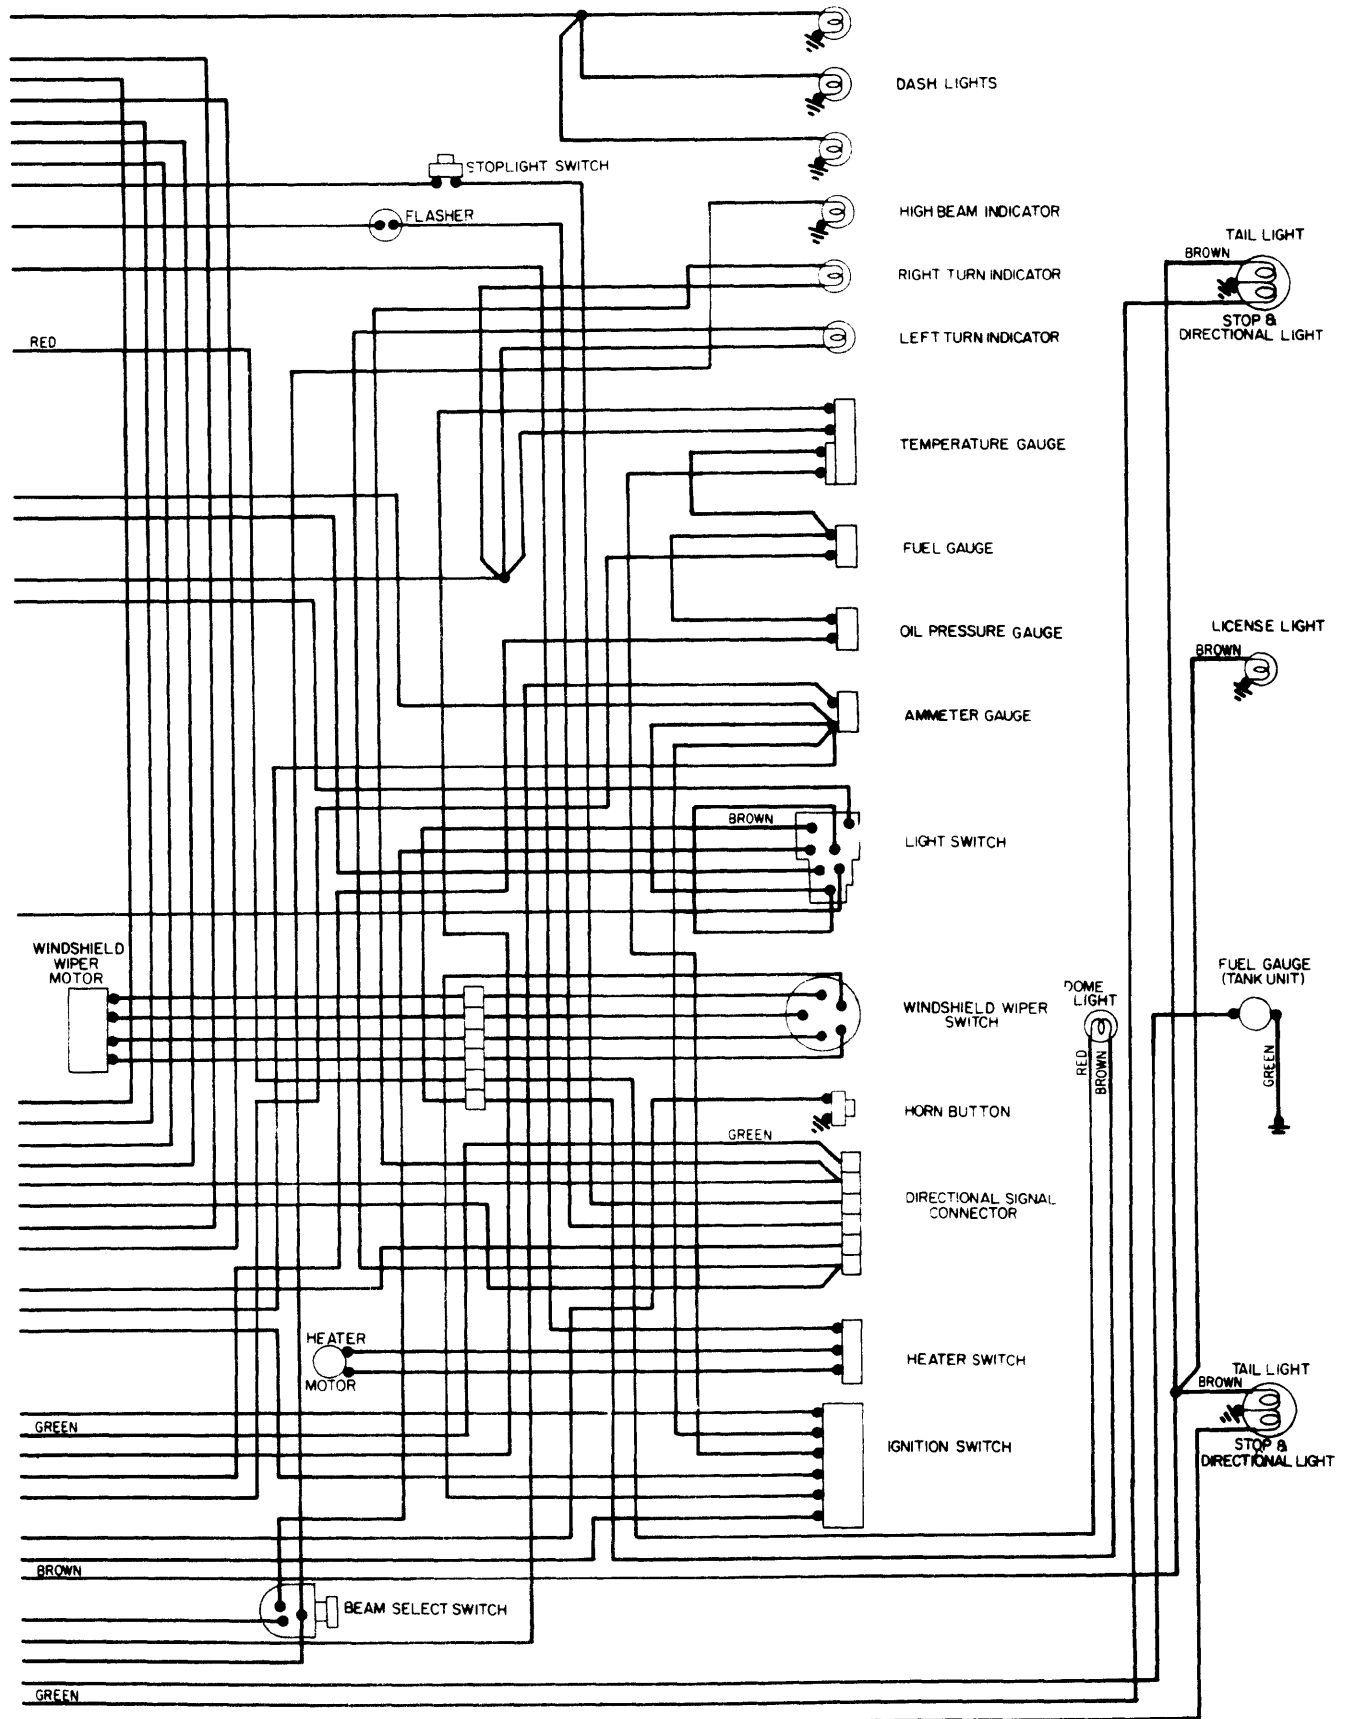 DASH LIGHTS
STOPLIGHT SWITCH
FLASHER
HIGH BEAM INDICATOR
TAIL LIGHT
BROWN
RIGHT TURN INDICATOR
STOP &
DIRECTIONAL LIGHT
RED
LEFT TURN INDICATOR
TEMPERATURE GAUGE
FUEL GAUGE
OIL PRESSURE GAUGE
LICENSE LIGHT
BROWN
AMMETER GAUGE
BROWN
LIGHT SWITCH
WINDSHIELD
WIPER
MOTOR
FUEL GAUGE
(TANK UNIT)
DOME
LIGHT
WINDSHIELD WIPER
SWITCH
RED
BROWN
GREEN
HORN BUTTON
GREEN
DIRECTIONAL SIGNAL
CONNECTOR
HEATER
MOTOR
HEATER SWITCH
TAIL LIGHT
BROWN
GREEN
IGNITION SWITCH
STOP &
DIRECTIONAL LIGHT
BROWN
BEAM SELECT SWITCH
GREEN